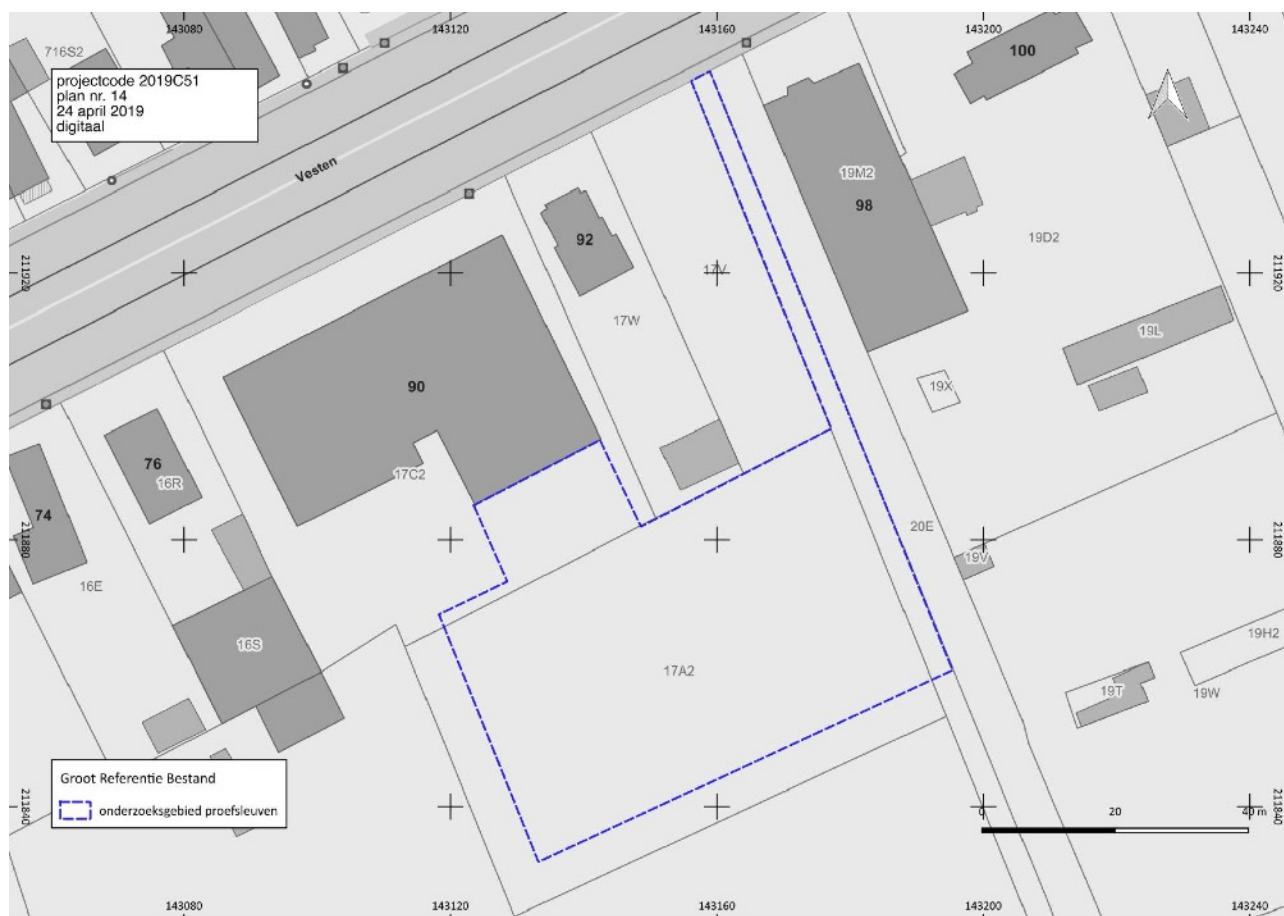 143080
143120
143160
143200
143240
716S2
100
projectcode 2019C51
plan nr. 14
24 april 2019
digitaal
Vesten
19M2
98
92
19D2
211920
17V
211920
17W
19L
90
19X
76
16R
17C2
74
211880
20E
211880
16E
19V
16S
19H2
17A2
19T
19W
Groot Referentie Bestand
onderzoeksgebied proefsleuven
211840
0
20
40 m
211840
143080
143120
143160
143200
143240